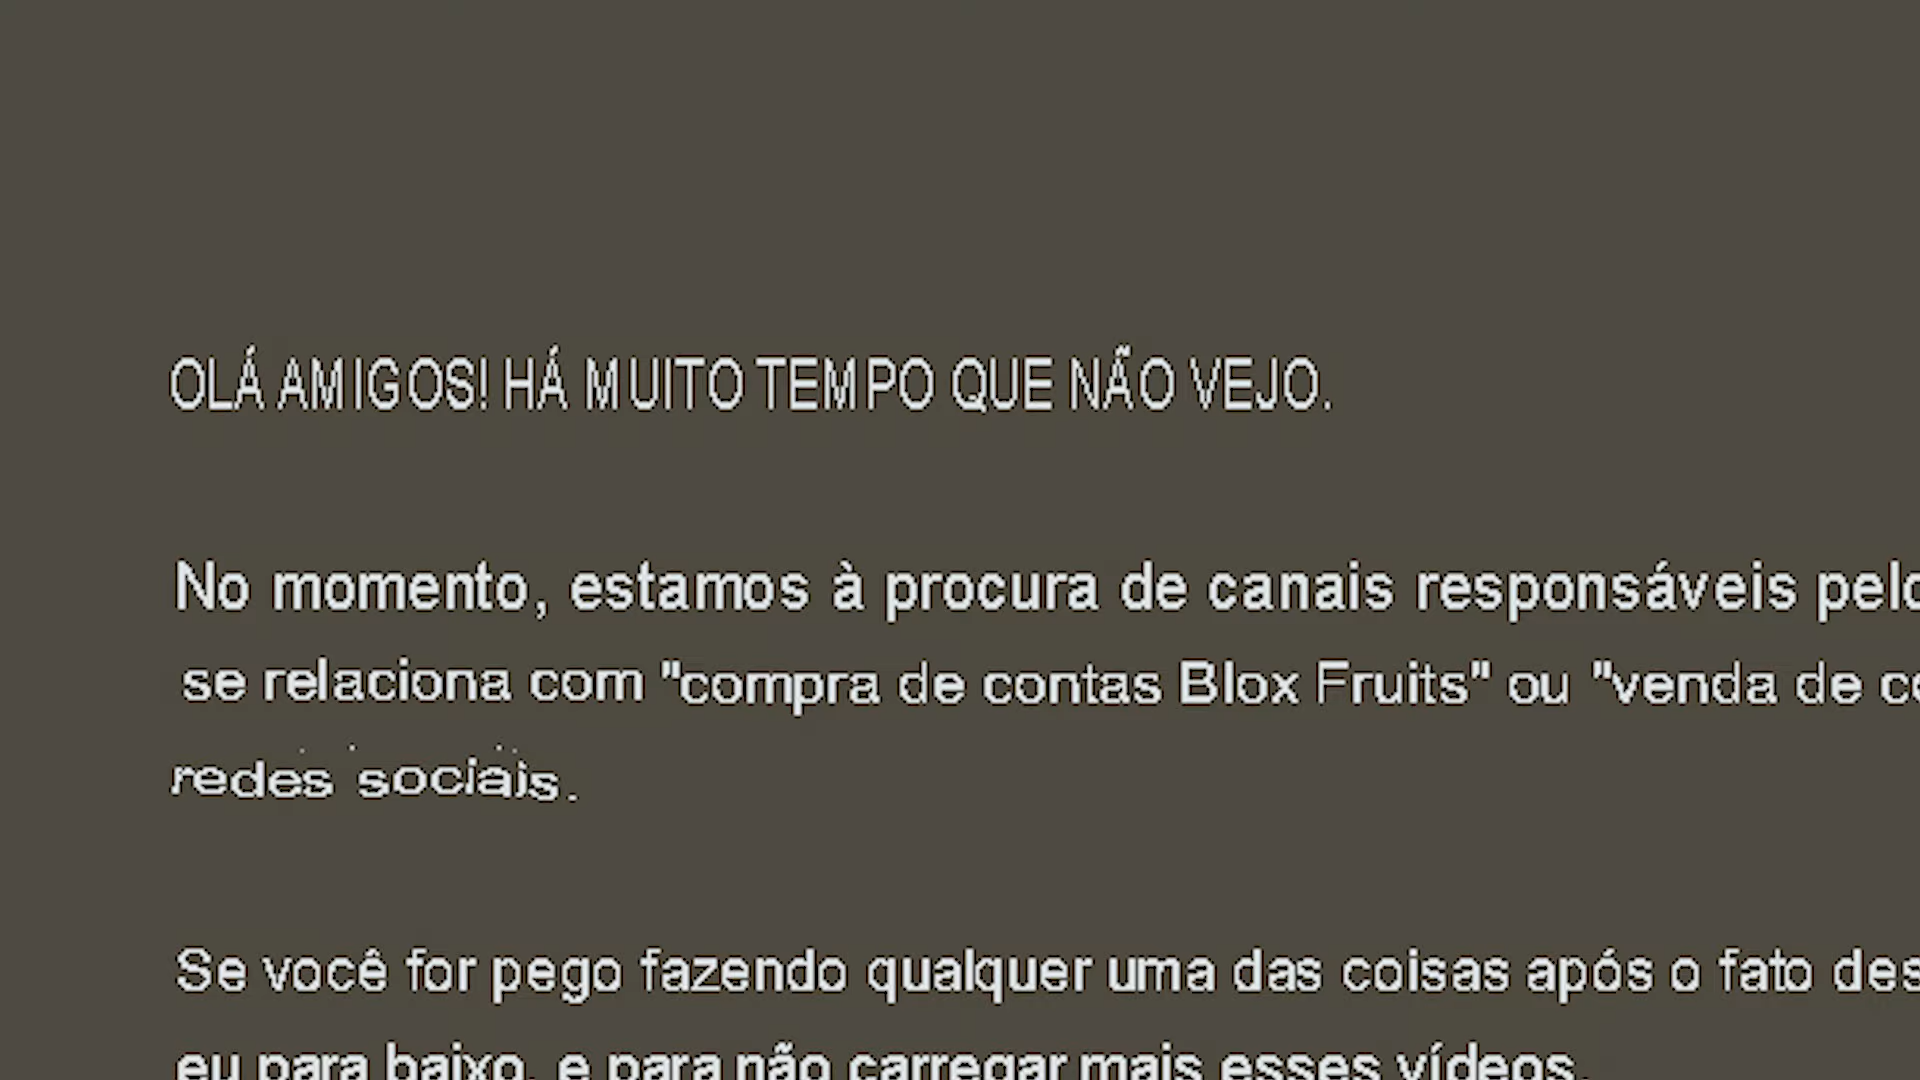 OLÁ AMIGOS! HÁ MUITO TEMPO QUE NÃO VEJO.
No momento, estamos à procura de canais responsáveis
se relaciona com "compra de contas Blox Fruits" ou "venda de
redes sociais.
Se você for pego fazendo qualquer uma das coisas após o fato
eu para baixo, e para não carregar mais esses vídeos.